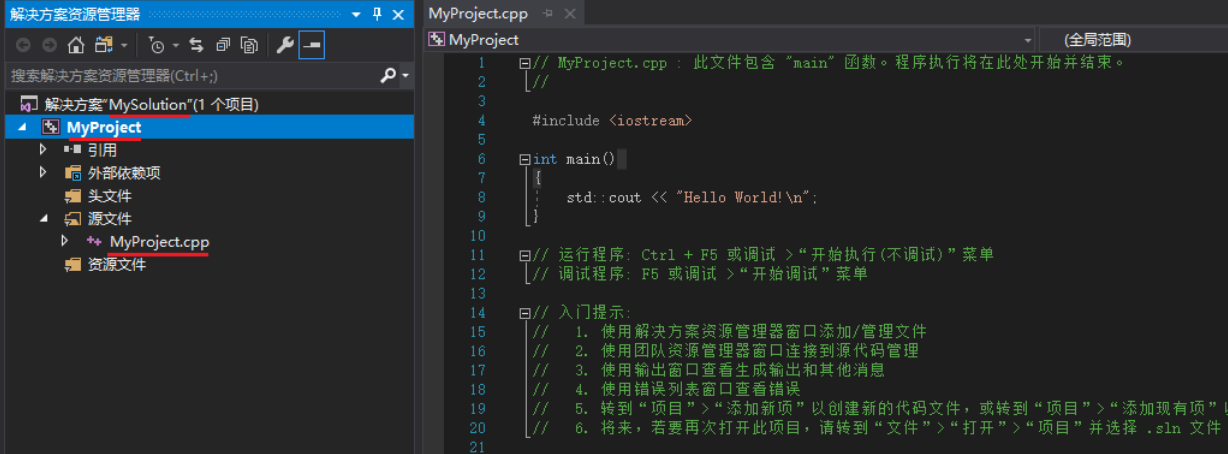 解决方案资源管理器
搜索解决方案资源管理器(Ctrl+;)
解决方案"MySolution"(1 个项目)
MyProject
引用
外部依赖项
头文件
源文件
MyProject.cpp
资源文件
MyProject.cpp
MyProject
(全局范围)
1 // MyProject.cpp : 此文件包含 "main" 函数。程序执行将在此处开始并结束。
2 //
3
4 #include <iostream>
5
6 int main()
7 {
8 std::cout << "Hello World!\n";
9 }
10
11 // 运行程序: Ctrl + F5 或调试 >“开始执行(不调试)”菜单
12 // 调试程序: F5 或调试 >“开始调试”菜单
13
14 // 入门提示:
15 // 1. 使用解决方案资源管理器窗口添加/管理文件
16 // 2. 使用团队资源管理器窗口连接到源代码管理
17 // 3. 使用输出窗口查看生成输出和其他消息
18 // 4. 使用错误列表窗口查看错误
19 // 5. 转到“项目”>“添加新项”以创建新的代码文件，或转到“项目”>“添加现有项”
20 // 6. 将来，若要再次打开此项目，请转到“文件”>“打开”>“项目”并选择 .sln 文件
21